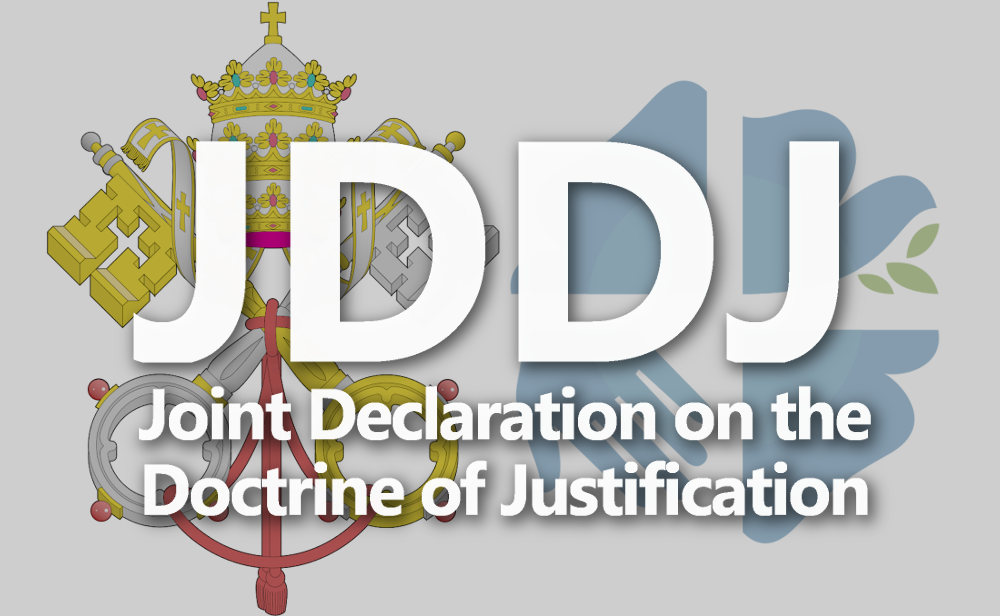 JDDJ
Joint Declaration on the
Doctrine of Justification